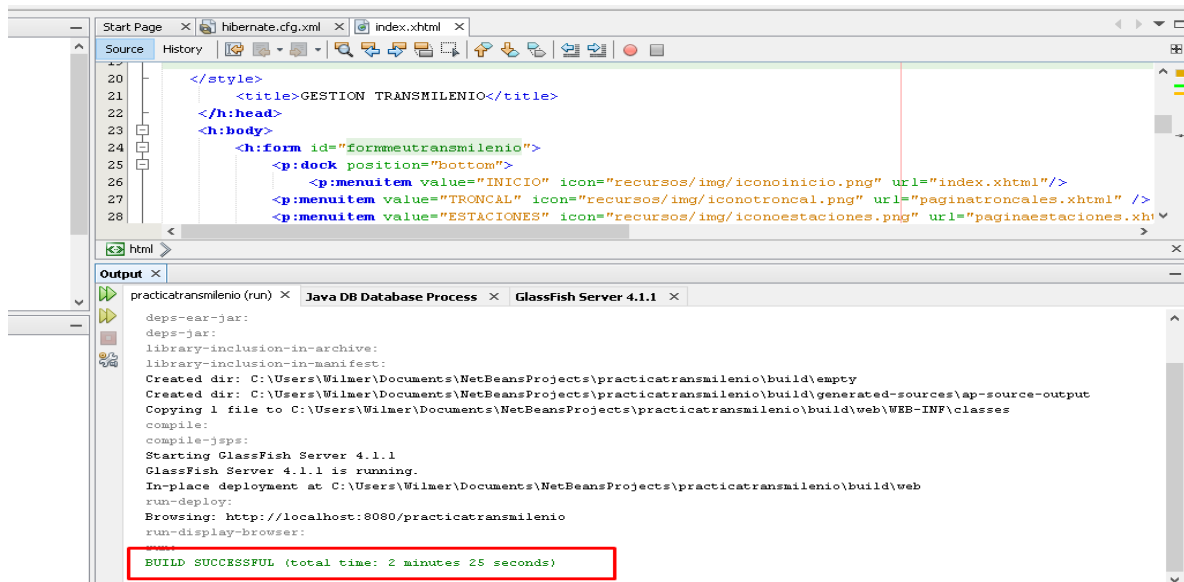 Start Page hibernate.cfg.xml index.xhtml
Source History
20 </style>
21 <title>GESTION TRANSMILENIO</title>
22 </h:head>
23 <h:body>
24 <h:form id="formmeutransmilenio">
25 <p:dock position="bottom">
26 <p:menuitem value="INICIO" icon="recursos/img/iconoinicio.png" url="index.xhtml"/>
27 <p:menuitem value="TRONCAL" icon="recursos/img/iconotroncal.png" url="paginatroncales.xhtml" />
28 <p:menuitem value="ESTACIONES" icon="recursos/img/iconoestaciones.png" url="paginaestaciones.xht
html
Output
practicatransmilenio (run) Java DB Database Process GlassFish Server 4.1.1
deps-ear-jar:
deps-jar:
library-inclusion-in-archive:
library-inclusion-in-manifest:
Created dir: C:\Users\Wilmer\Documents\NetBeansProjects\practicatransmilenio\build\empty
Created dir: C:\Users\Wilmer\Documents\NetBeansProjects\practicatransmilenio\build\generated-sources\ap-source-output
Copying 1 file to C:\Users\Wilmer\Documents\NetBeansProjects\practicatransmilenio\build\web\WEB-INF\classes
compile:
compile-jsps:
Starting GlassFish Server 4.1.1
GlassFish Server 4.1.1 is running.
In-place deployment at C:\Users\Wilmer\Documents\NetBeansProjects\practicatransmilenio\build\web
run-deploy:
Browsing: http://localhost:8080/practicatransmilenio
run-display-browser:
BUILD SUCCESSFUL (total time: 2 minutes 25 seconds)